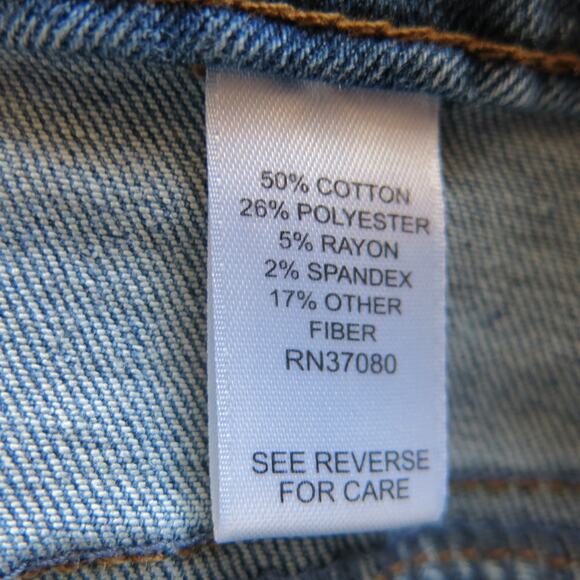 50% COTTON
26% POLYESTER
5% RAYON
2% SPANDEX
17% OTHER
FIBER
RN37080
SEE REVERSE
FOR CARE